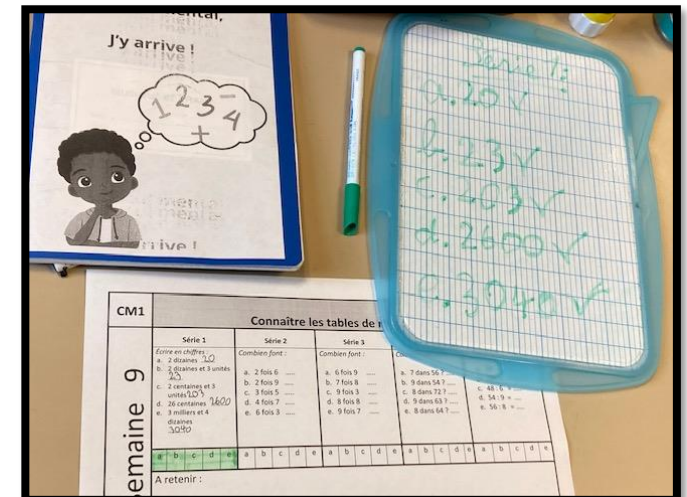 mental,
J'y arrive !
1 2 3 – 4
+
rrive !
Série 1:
a. 20 ✓
b. 23 ✓
c. 203 ✓
d. 2600 ✓
e. 3040 ✓
CM1
Connaître les tables de
Semaine 9
Série 1
Écrire en chiffres :
a. 2 dizaines 20
b. 2 dizaines et 3 unités
23
c. 2 centaines et 3
unités 203
d. 26 centaines 2600
e. 3 milliers et 4
dizaines
3040
a b c d e
Série 2
Combien font :
a. 2 fois 6 .....
b. 2 fois 9 .....
c. 3 fois 5 .....
d. 4 fois 7 .....
e. 6 fois 3 .....
a b c d e
Série 3
Combien font :
a. 6 fois 9 .....
b. 7 fois 8 .....
c. 9 fois 3 .....
d. 8 fois 8 .....
e. 9 fois 7 .....
a b c d e
a. 7 dans 56 ? .....
b. 9 dans 54 ? .....
c. 8 dans 72 ? .....
d. 9 dans 63 ? .....
e. 8 dans 64 ? .....
a b c d e
c. 48 : 6 = .....
d. 54 : 9 = .....
e. 56 : 8 = .....
a b c d e
A retenir :